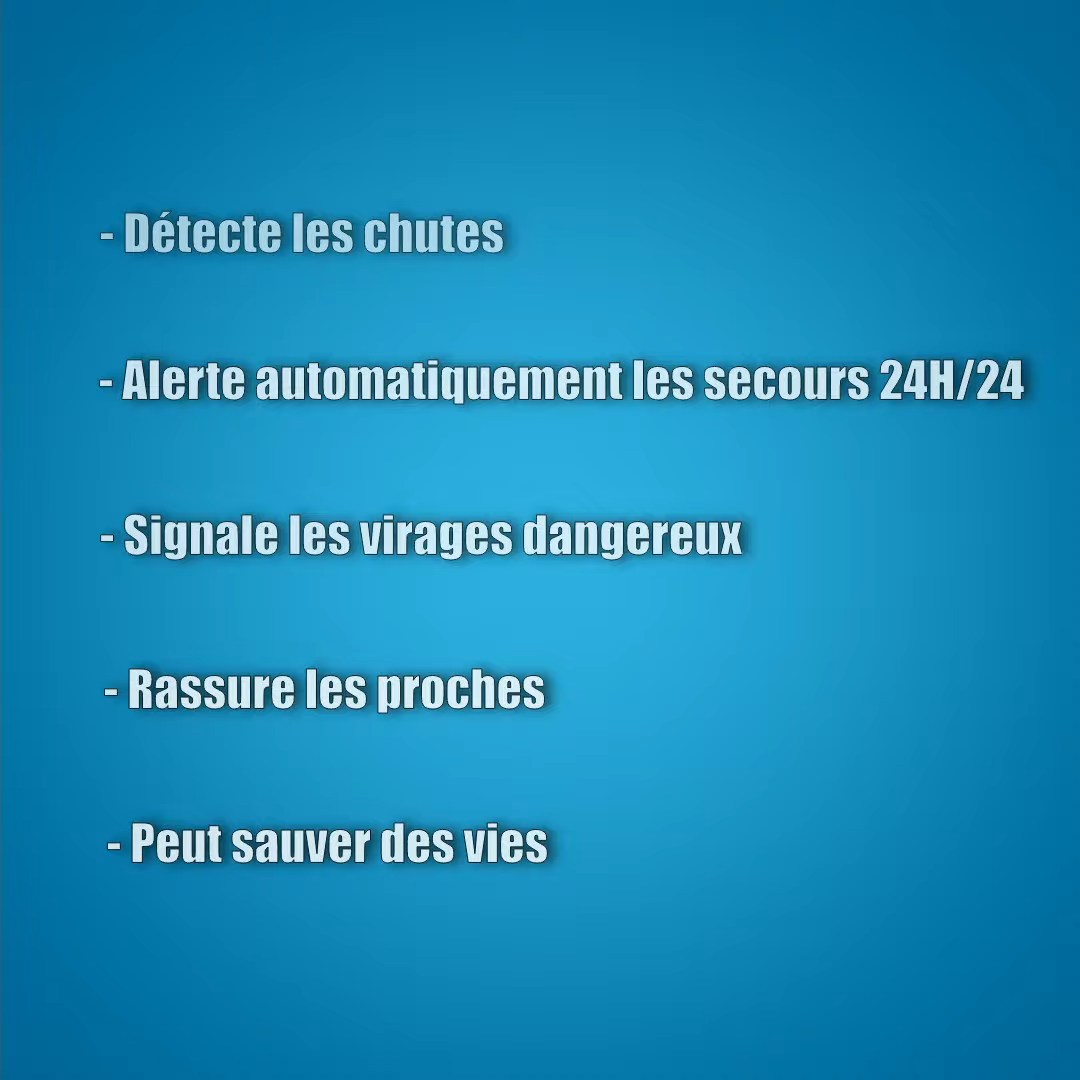 - Détecte les chutes
- Alerte automatiquement les secours 24H/24
- Signale les virages dangereux
- Rassure les proches
- Peut sauver des vies